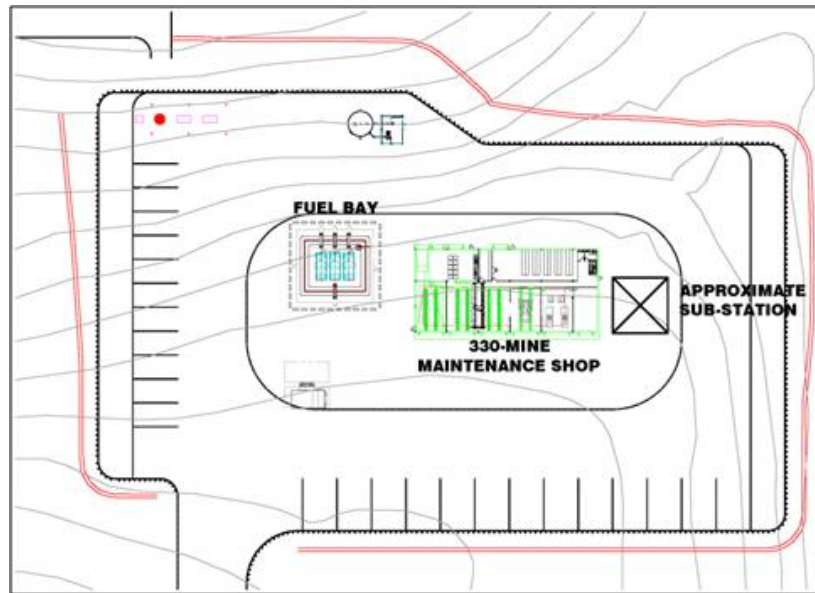 FUEL BAY
APPROXIMATE
SUB-STATION
330-MINE
MAINTENANCE SHOP